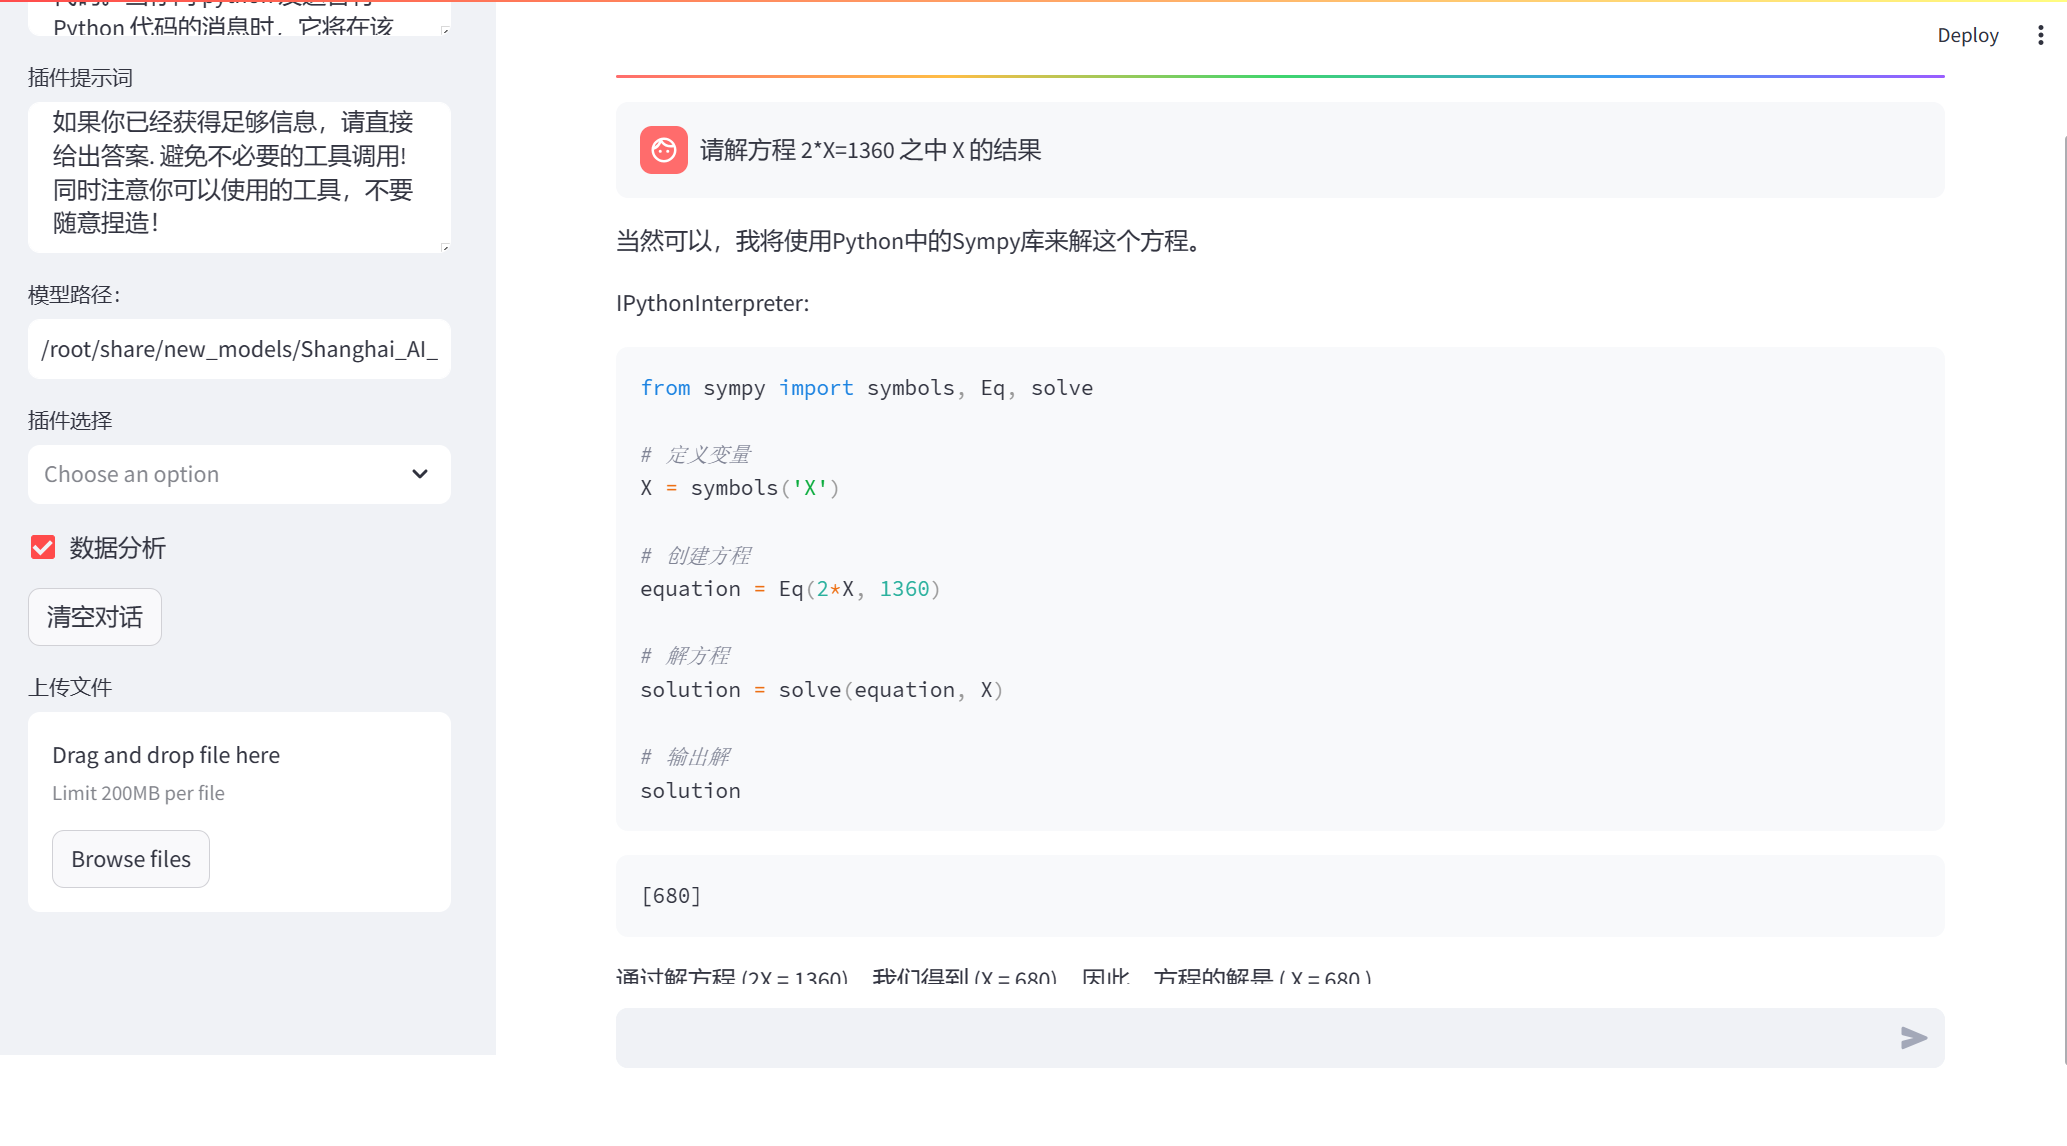 Python 代码的消息时，它将在该
插件提示词
如果你已经获得足够信息，请直接
给出答案. 避免不必要的工具调用!
同时注意你可以使用的工具，不要
随意捏造！
模型路径：
/root/share/new_models/Shanghai_AI_
插件选择
Choose an option
数据分析
清空对话
上传文件
Drag and drop file here
Limit 200MB per file
Browse files
Deploy
请解方程 2*X=1360 之中 X 的结果
当然可以，我将使用Python中的Sympy库来解这个方程。
IPythonInterpreter:
from sympy import symbols, Eq, solve
# 定义变量
X = symbols('X')
# 创建方程
equation = Eq(2*X, 1360)
# 解方程
solution = solve(equation, X)
# 输出解
solution
[680]
通过解方程 (2X = 1360)，我们得到 (X = 680)。因此，方程的解是 ( X = 680 )